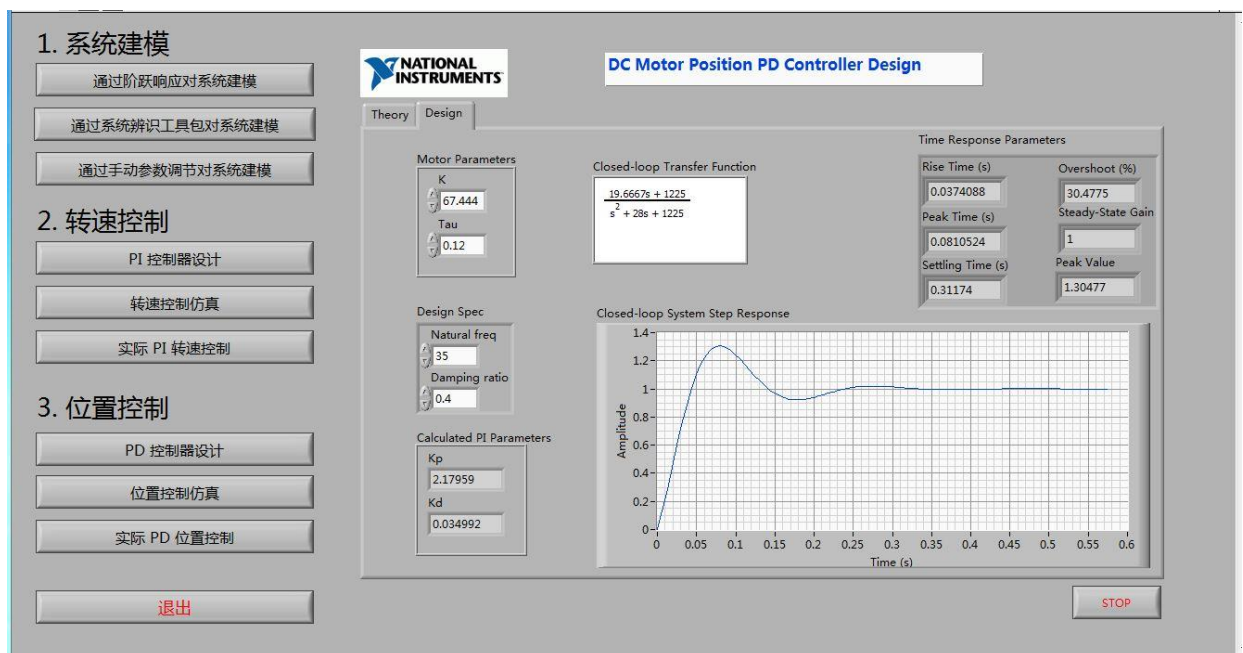 1. 系统建模
通过阶跃响应对系统建模
通过系统辨识工具包对系统建模
通过手动参数调节对系统建模
2. 转速控制
PI 控制器设计
转速控制仿真
实际 PI 转速控制
3. 位置控制
PD 控制器设计
位置控制仿真
实际 PD 位置控制
退出
NATIONAL
INSTRUMENTS
DC Motor Position PD Controller Design
Theory
Design
Motor Parameters
K
67.444
Tau
0.12
Design Spec
Natural freq
35
Damping ratio
0.4
Calculated PI Parameters
Kp
2.17959
Kd
0.034992
Closed-loop Transfer Function
19.6667s + 1225
s² + 28s + 1225
Time Response Parameters
Rise Time (s)
0.0374088
Peak Time (s)
0.0810524
Settling Time (s)
0.31174
Overshoot (%)
30.4775
Steady-State Gain
1
Peak Value
1.30477
Closed-loop System Step Response
Amplitude
1.4
1.2
1
0.8
0.6
0.4
0.2
0
0 0.05 0.1 0.15 0.2 0.25 0.3 0.35 0.4 0.45 0.5 0.55 0.6
Time (s)
STOP